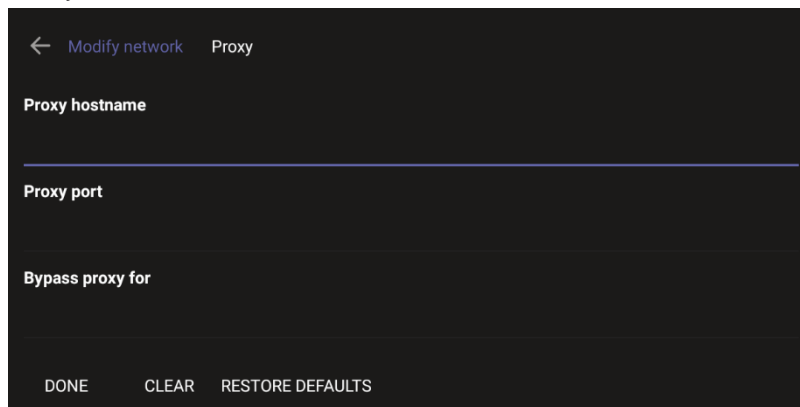 Modify network Proxy
Proxy hostname
Proxy port
Bypass proxy for
DONE CLEAR RESTORE DEFAULTS